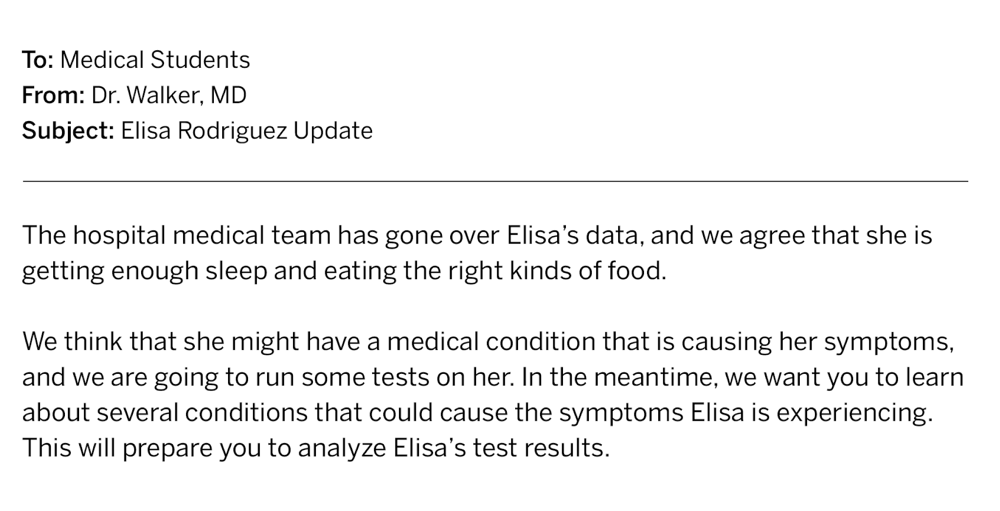 To: Medical Students
From: Dr. Walker, MD
Subject: Elisa Rodriguez Update
The hospital medical team has gone over Elisa’s data, and we agree that she is
getting enough sleep and eating the right kinds of food.
We think that she might have a medical condition that is causing her symptoms,
and we are going to run some tests on her. In the meantime, we want you to learn
about several conditions that could cause the symptoms Elisa is experiencing.
This will prepare you to analyze Elisa’s test results.